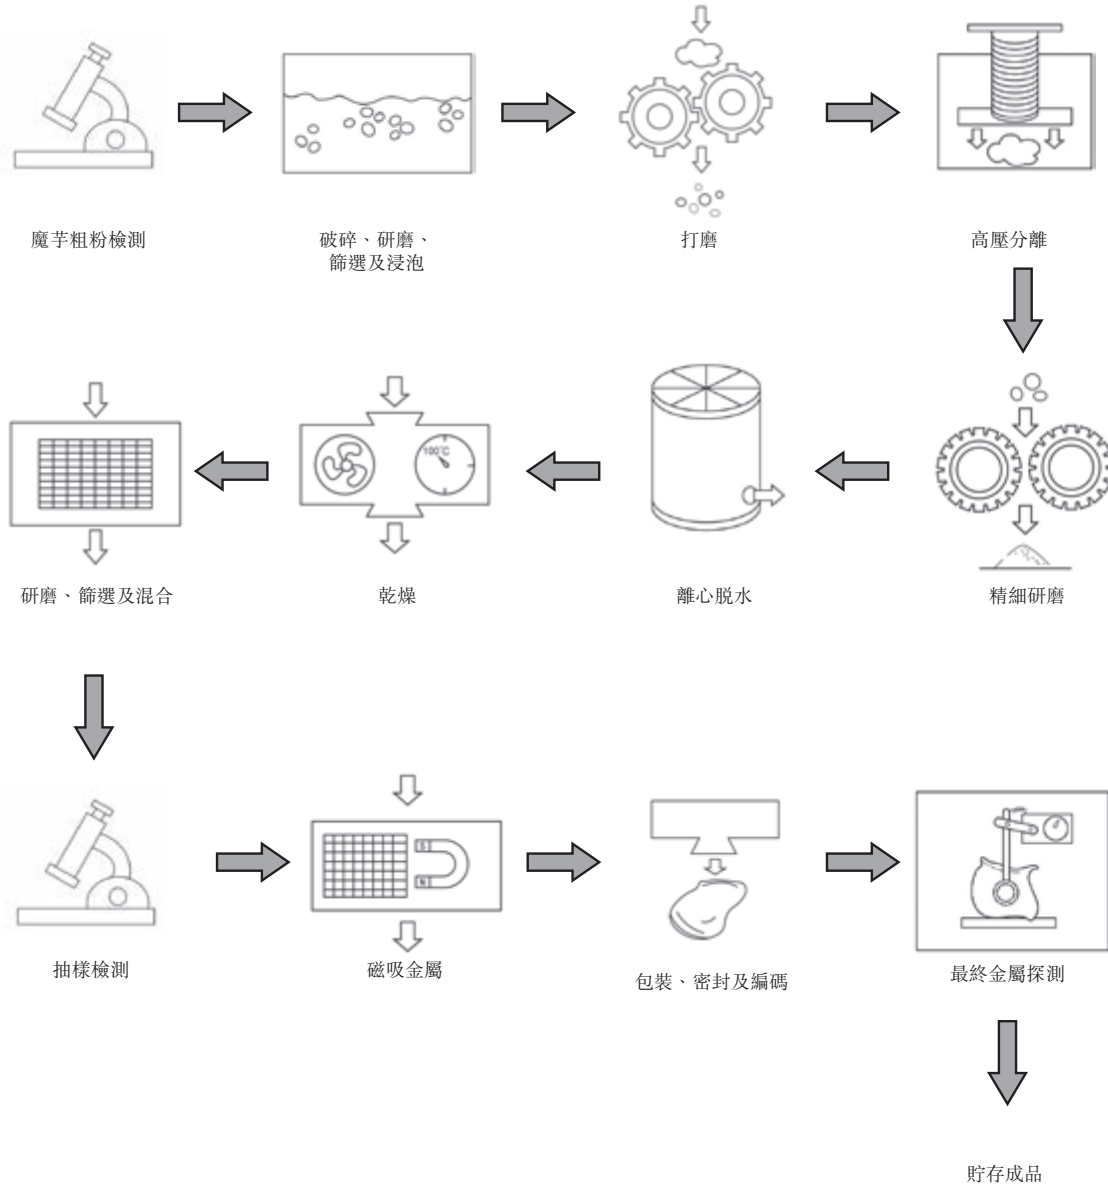 魔芋粗粉檢測
破碎、研磨、
篩選及浸泡
打磨
高壓分離
精細研磨
離心脱水
100°C
乾燥
研磨、篩選及混合
抽樣檢測
S
N
磁吸金屬
包裝、密封及編碼
最終金屬探測
貯存成品